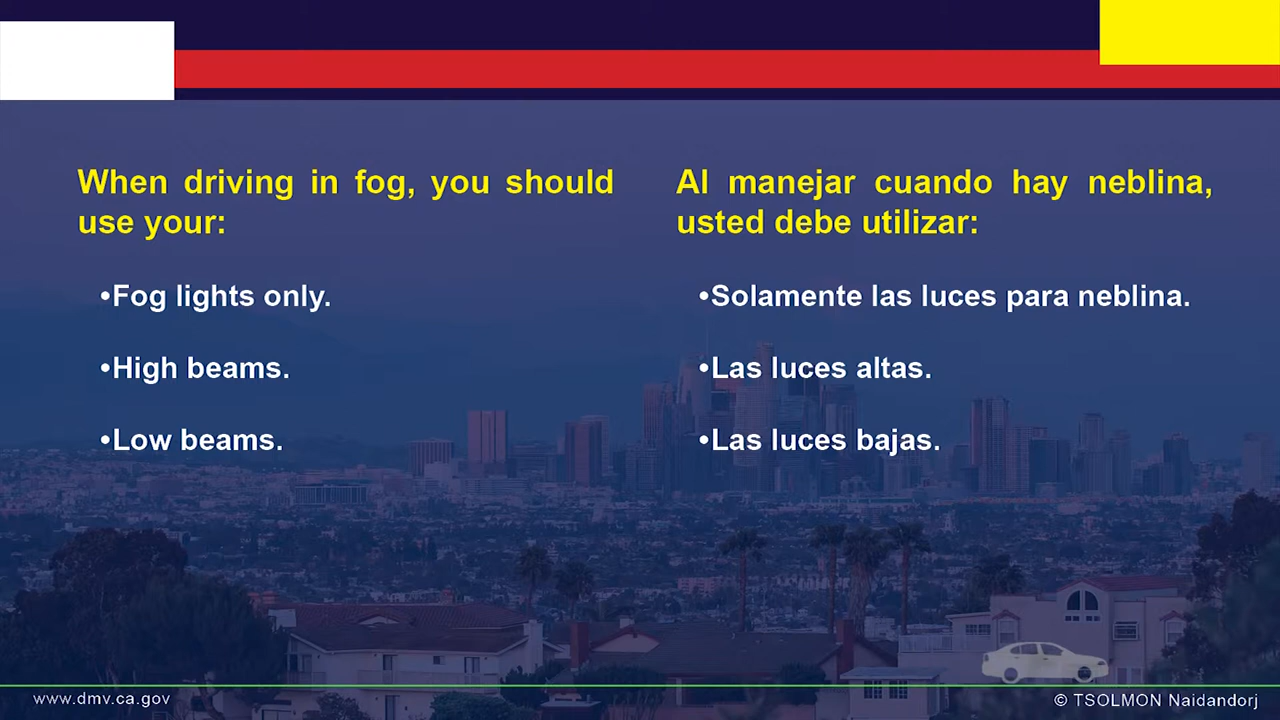 When driving in fog, you should
use your:
•Fog lights only.
•High beams.
•Low beams.
Al manejar cuando hay neblina,
usted debe utilizar:
•Solamente las luces para neblina.
•Las luces altas.
•Las luces bajas.
www.dmv.ca.gov
© TSOLMON Naidandorj